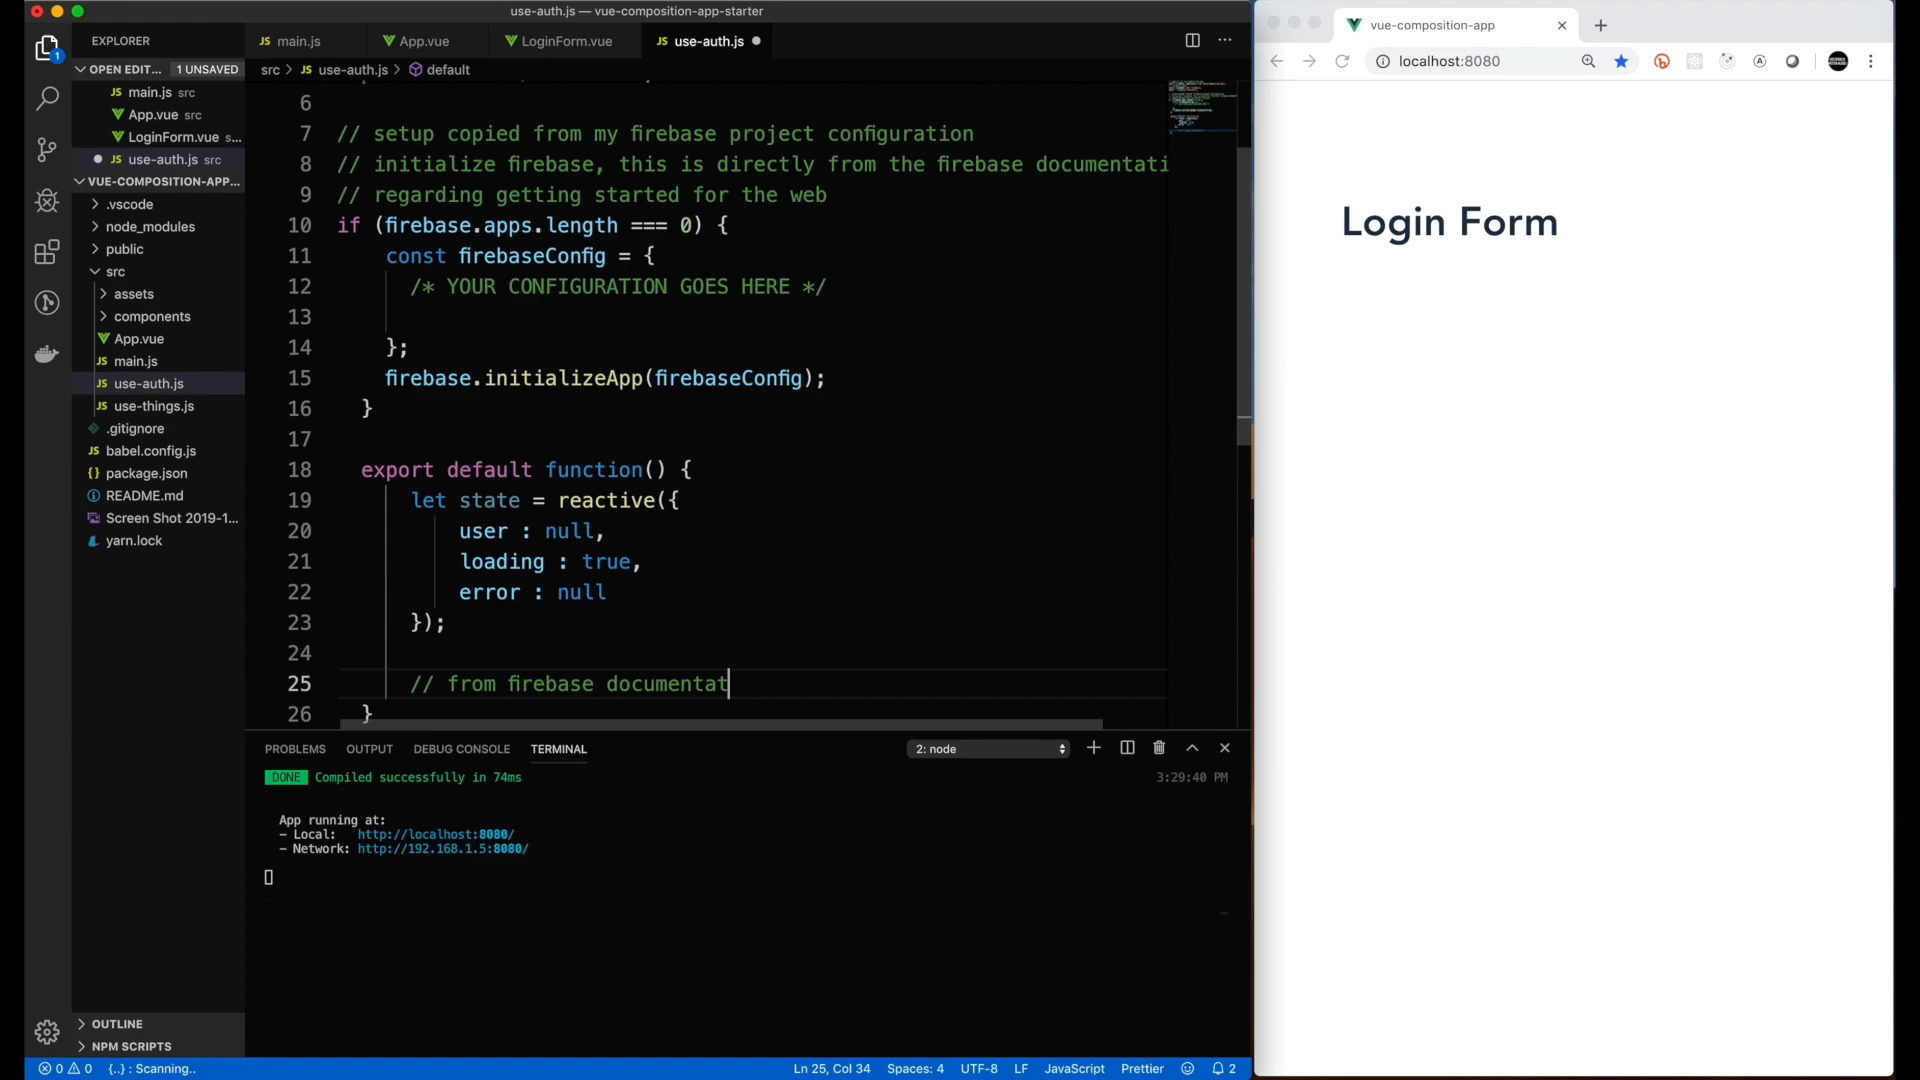 use-auth.js — vue-composition-app-starter
EXPLORER
OPEN EDIT... 1 UNSAVED
main.js src
App.vue src
LoginForm.vue s...
use-auth.js src
VUE-COMPOSITION-APP...
.vscode
node_modules
public
src
assets
components
App.vue
main.js
use-auth.js
use-things.js
.gitignore
babel.config.js
package.json
README.md
Screen Shot 2019-1...
yarn.lock
OUTLINE
NPM SCRIPTS
main.js App.vue LoginForm.vue use-auth.js
src > use-auth.js > default
6
7 // setup copied from my firebase project configuration
8 // initialize firebase, this is directly from the firebase documentati
9 // regarding getting started for the web
10 if (firebase.apps.length === 0) {
11 const firebaseConfig = {
12 /* YOUR CONFIGURATION GOES HERE */
13
14 };
15 firebase.initializeApp(firebaseConfig);
16 }
17
18 export default function() {
19 let state = reactive({
20 user : null,
21 loading : true,
22 error : null
23 });
24
25 // from firebase documentat
26 }
PROBLEMS OUTPUT DEBUG CONSOLE TERMINAL 2: node
DONE Compiled successfully in 74ms 3:29:40 PM
App running at:
- Local: http://localhost:8080/
- Network: http://192.168.1.5:8080/
0 0 {..} : Scanning.. Ln 25, Col 34 Spaces: 4 UTF-8 LF JavaScript Prettier 2
vue-composition-app
localhost:8080
Login Form